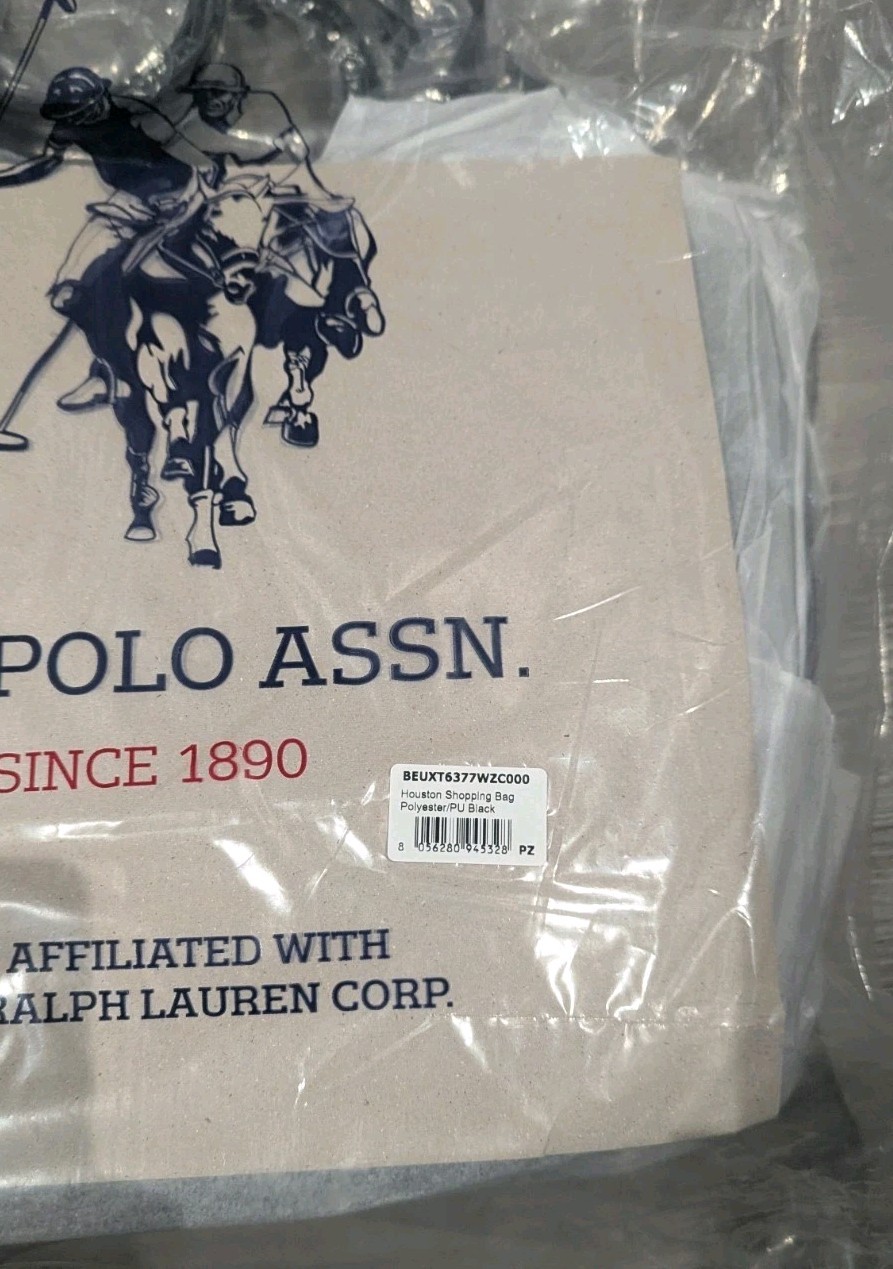 POLO ASSN.
SINCE 1890
BEUXT6377WZC000
Houston Shopping Bag
Polyester/PU Black
8 056280 945328 PZ
AFFILIATED WITH
RALPH LAUREN CORP.